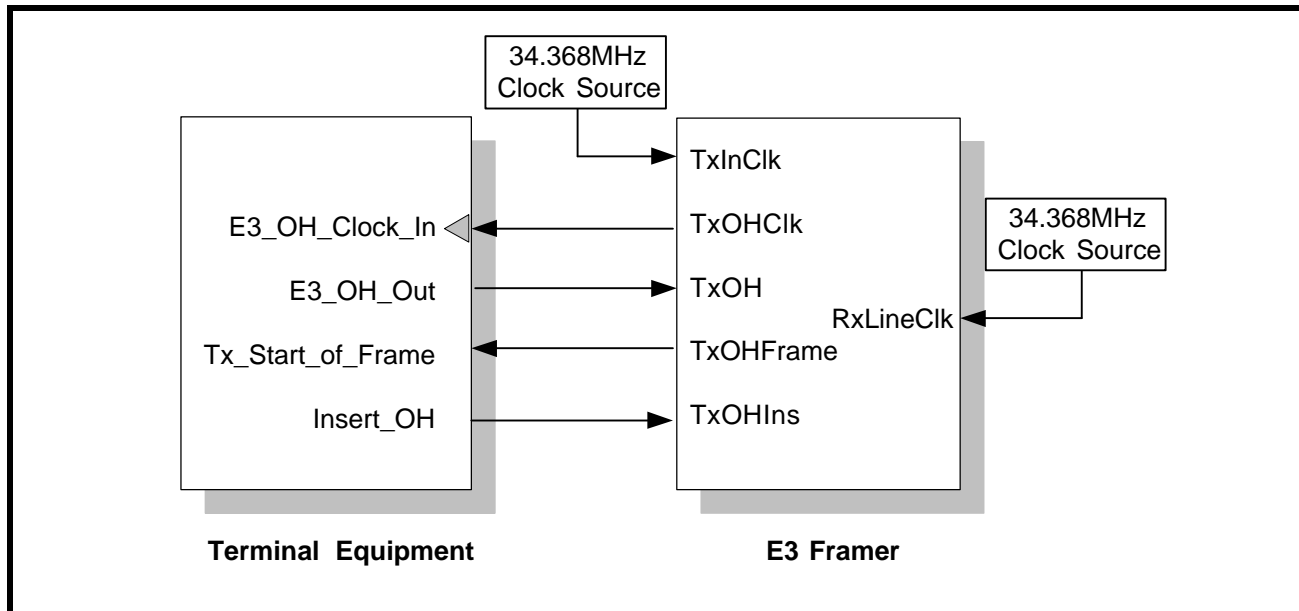 34.368MHz
Clock Source
TxInClk
E3_OH_Clock_In
TxOHClk
34.368MHz
Clock Source
E3_OH_Out
TxOH
RxLineClk
Tx_Start_of_Frame
TxOHFrame
Insert_OH
TxOHIns
Terminal Equipment
E3 Framer